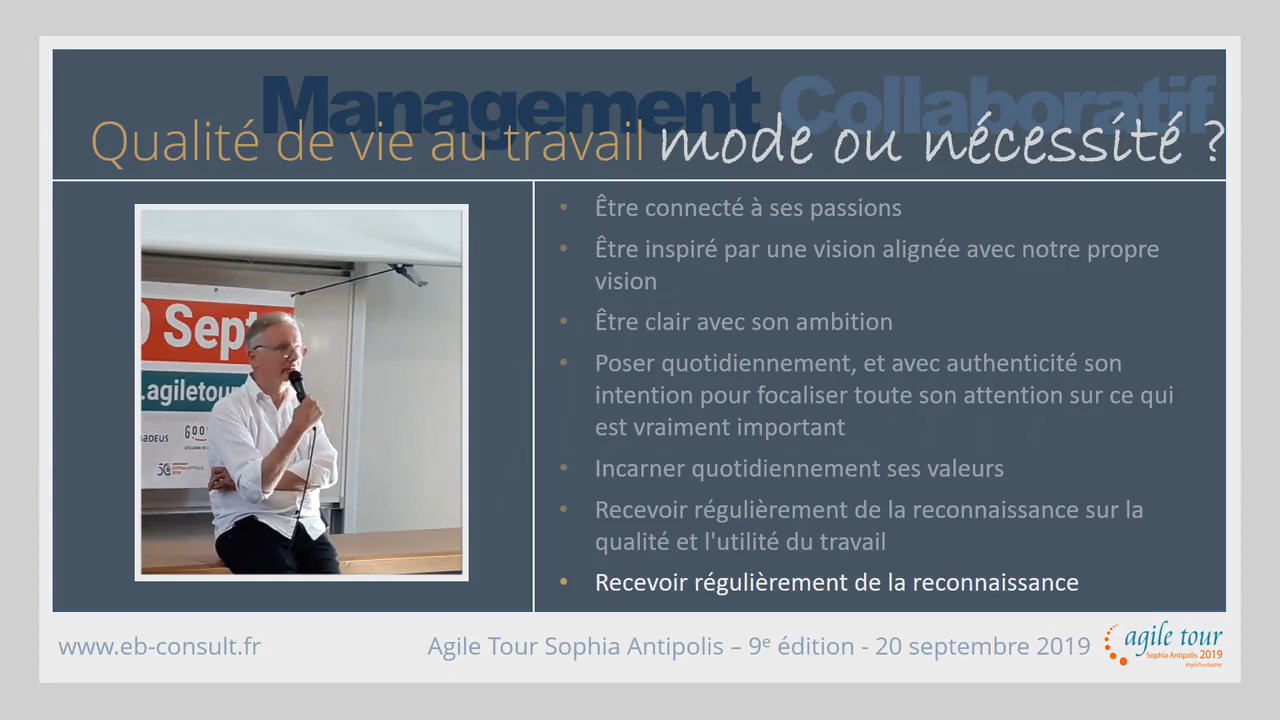 Management Collaboratif
Qualité de vie au travail mode ou nécessité ?
Sept
.agiletour
GOO
30
• Être connecté à ses passions
• Être inspiré par une vision alignée avec notre propre
vision
• Être clair avec son ambition
• Poser quotidiennement, et avec authenticité son
intention pour focaliser toute son attention sur ce qui
est vraiment important
• Incarner quotidiennement ses valeurs
• Recevoir régulièrement de la reconnaissance sur la
qualité et l'utilité du travail
• Recevoir régulièrement de la reconnaissance
www.eb-consult.fr
Agile Tour Sophia Antipolis – 9e édition - 20 septembre 2019
agile tour
Sophia Antipolis 2019